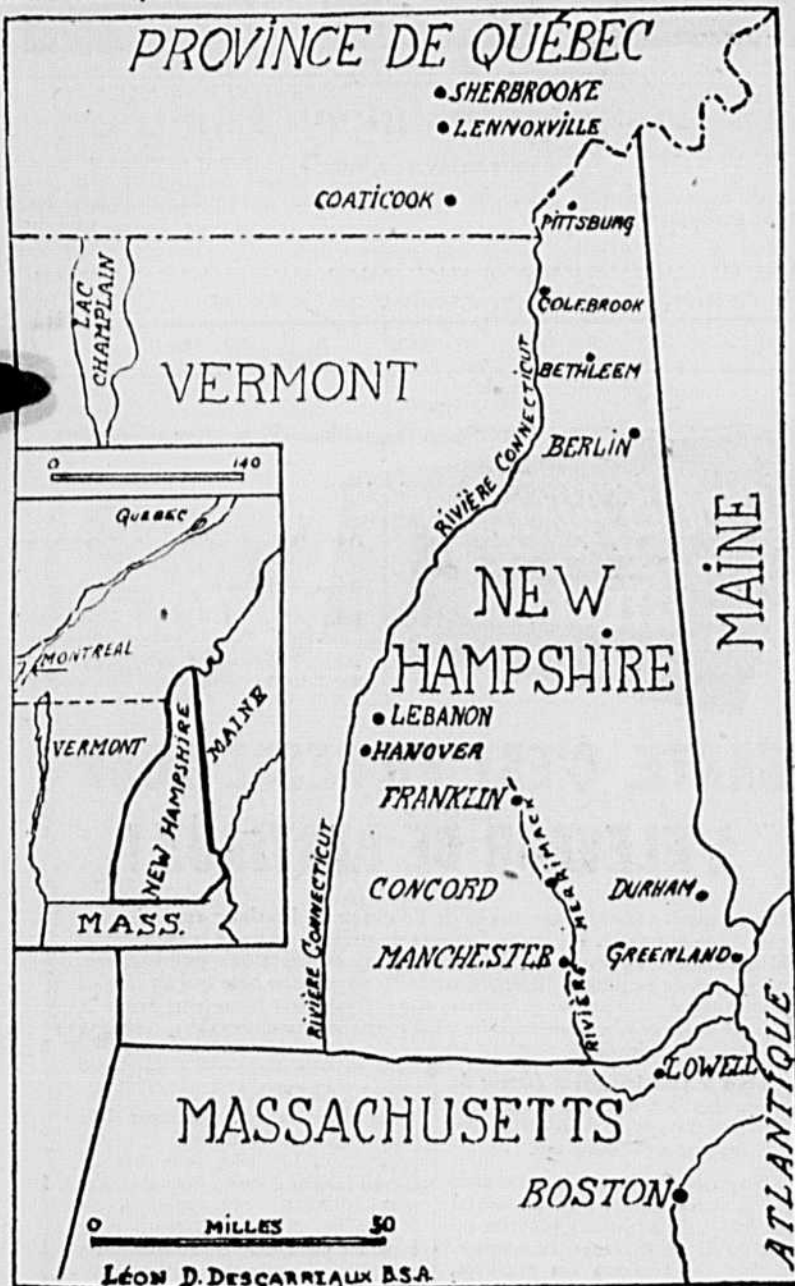 PROVINCE DE QUÉBEC
SHERBROOKE
LENNOXVILLE
COATICOOK
PITTSBURG
LAC
CHAMPLAIN
COLEBROOK
VERMONT
BETHLEEM
RIVIÈRE CONNECTICUT
BERLIN
MAINE
0 140
QUEBEC
MONTREAL
VERMONT
NEW HAMPSHIRE
MAINE
MASS.
NEW
HAMPSHIRE
LEBANON
HANOVER
FRANKLIN
RIVIÈRE MERRIMACK
CONCORD
DURHAM
MANCHESTER
GREENLAND
RIVIÈRE CONNECTICUT
LOWELL
MASSACHUSETTS
ATLANTIQUE
BOSTON
0 MILLES 50
LÉON D. DESCARRIAUX B.S.A.